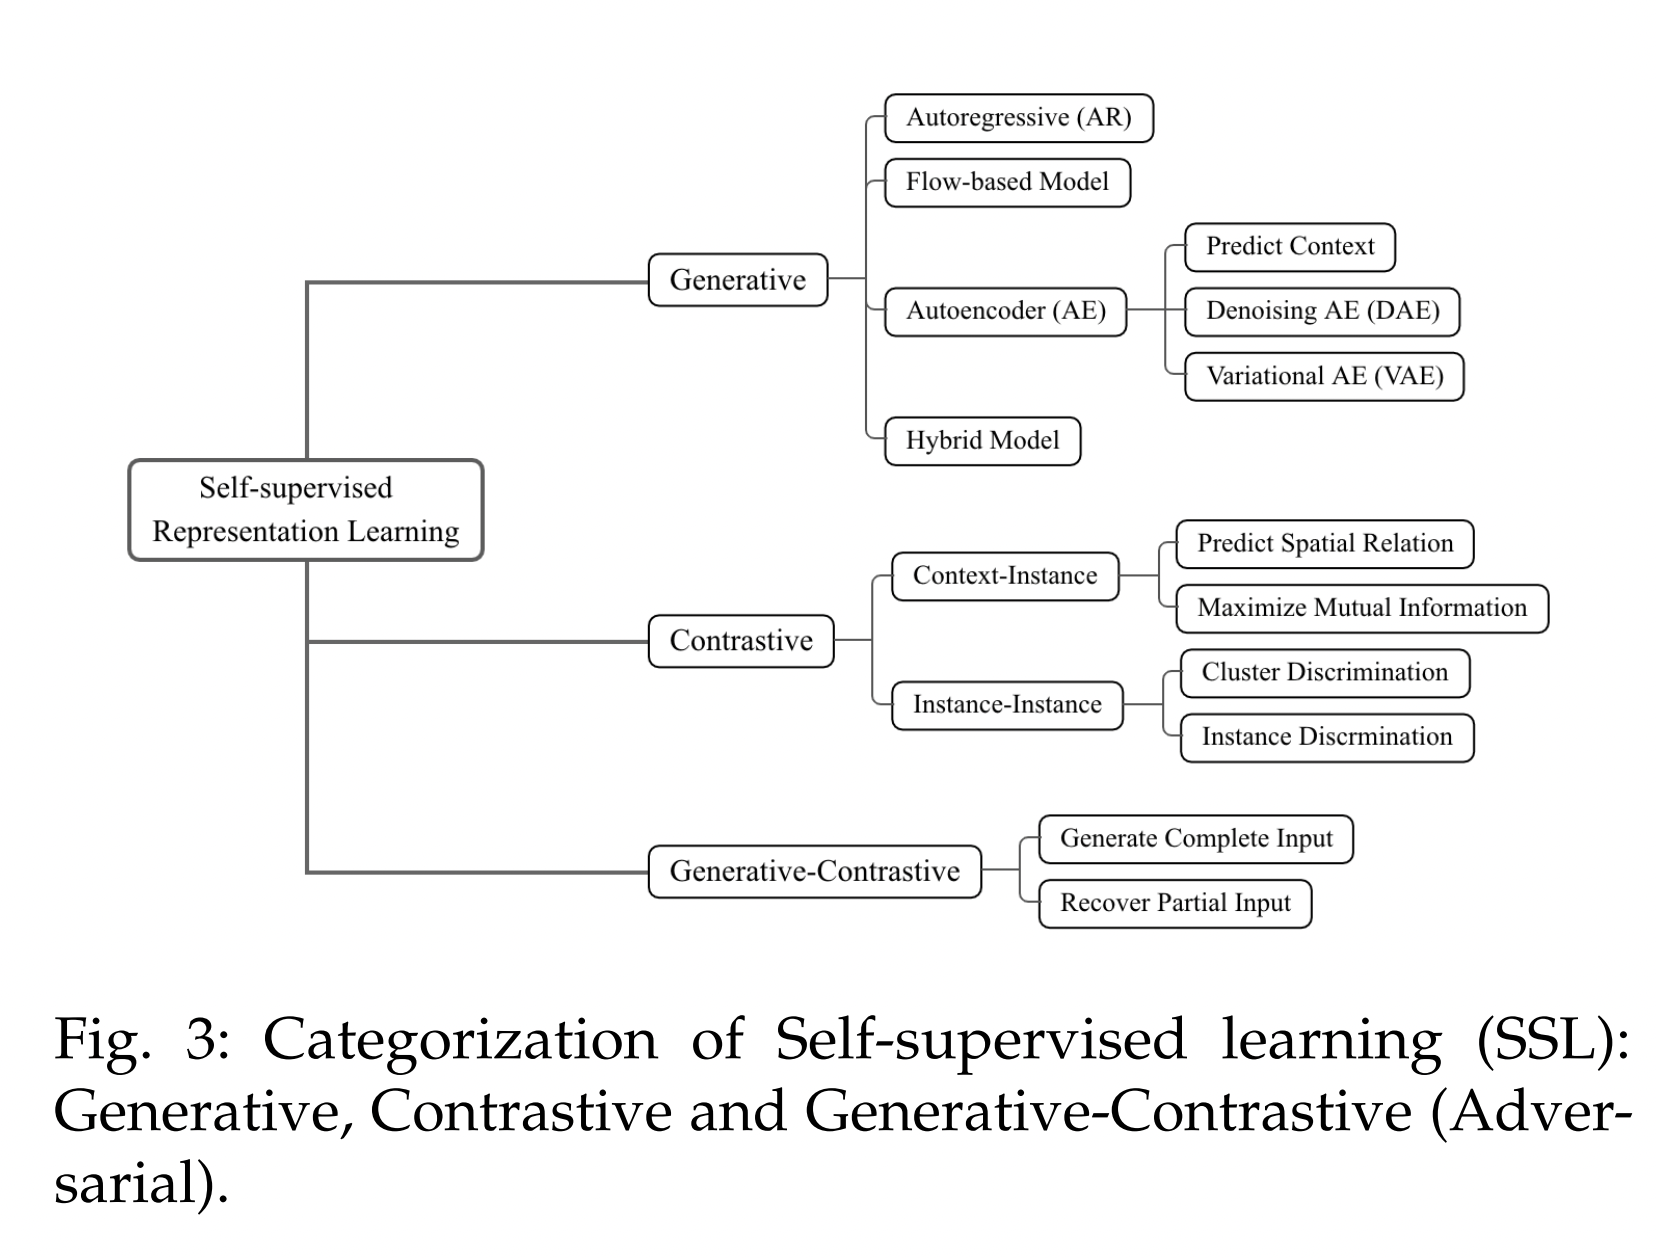 Autoregressive (AR)
Flow-based Model
Predict Context
Generative
Autoencoder (AE)
Denoising AE (DAE)
Variational AE (VAE)
Hybrid Model
Self-supervised
Representation Learning
Predict Spatial Relation
Context-Instance
Maximize Mutual Information
Contrastive
Cluster Discrimination
Instance-Instance
Instance Discrmination
Generate Complete Input
Generative-Contrastive
Recover Partial Input
Fig. 3: Categorization of Self-supervised learning (SSL):
Generative, Contrastive and Generative-Contrastive (Adver-
sarial).